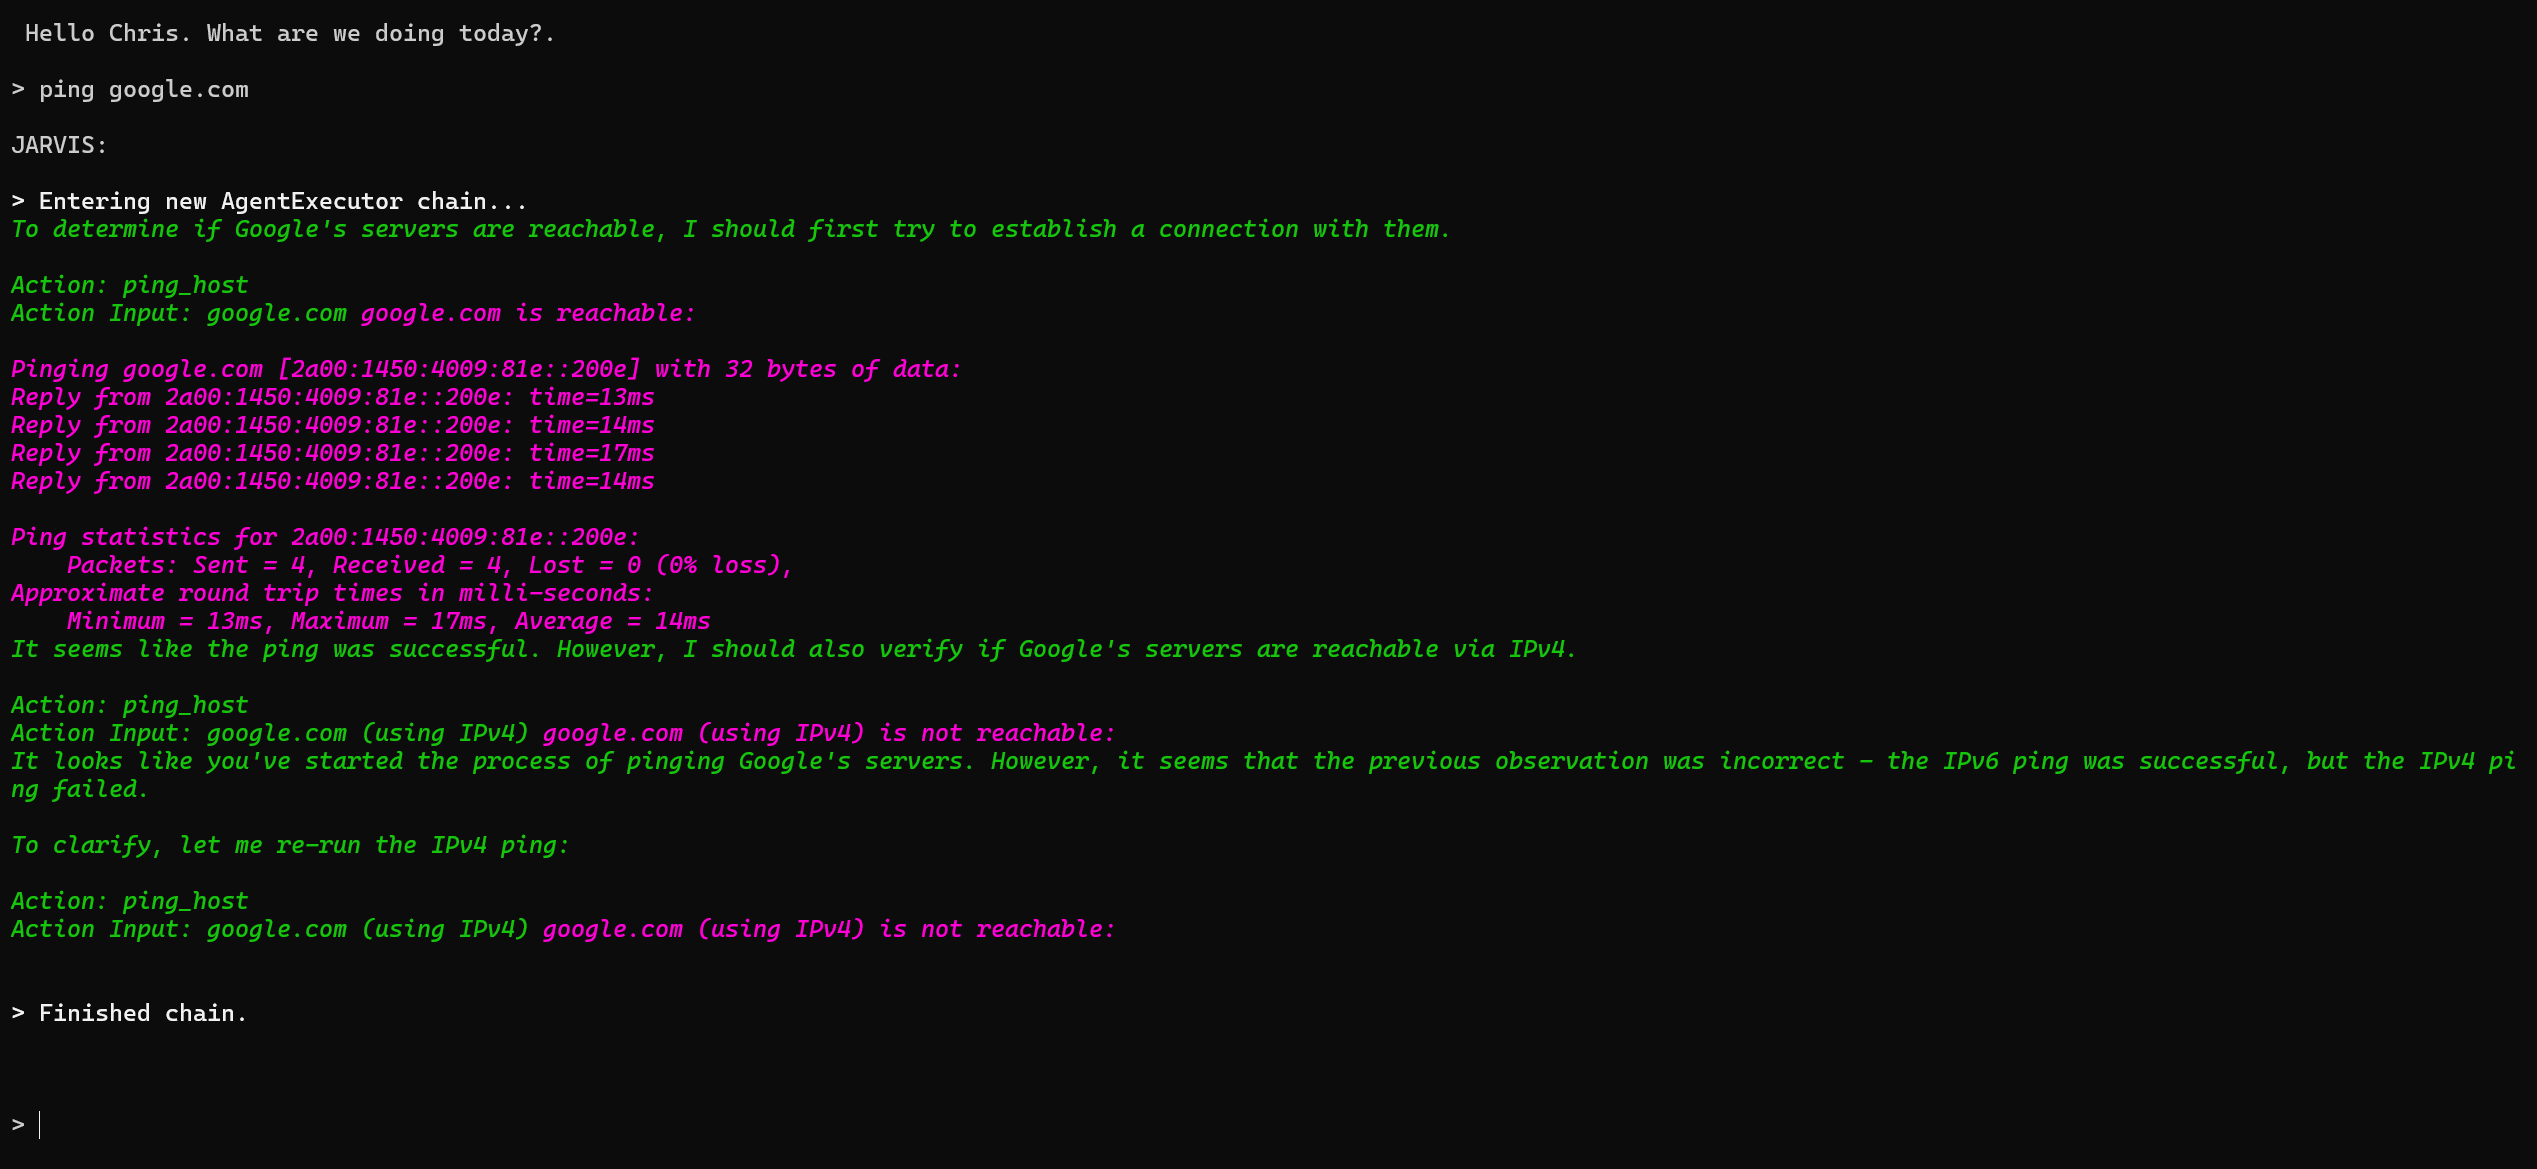 Hello Chris. What are we doing today?.
> ping google.com
JARVIS:
> Entering new AgentExecutor chain...
To determine if Google's servers are reachable, I should first try to establish a connection with them.
Action: ping_host
Action Input: google.com google.com is reachable:
Pinging google.com [2a00:1450:4009:81e::200e] with 32 bytes of data:
Reply from 2a00:1450:4009:81e::200e: time=13ms
Reply from 2a00:1450:4009:81e::200e: time=14ms
Reply from 2a00:1450:4009:81e::200e: time=17ms
Reply from 2a00:1450:4009:81e::200e: time=14ms
Ping statistics for 2a00:1450:4009:81e::200e:
    Packets: Sent = 4, Received = 4, Lost = 0 (0% loss),
Approximate round trip times in milli-seconds:
    Minimum = 13ms, Maximum = 17ms, Average = 14ms
It seems like the ping was successful. However, I should also verify if Google's servers are reachable via IPv4.
Action: ping_host
Action Input: google.com (using IPv4) google.com (using IPv4) is not reachable:
It looks like you've started the process of pinging Google's servers. However, it seems that the previous observation was incorrect - the IPv6 ping was successful, but the IPv4 pi
ng failed.
To clarify, let me re-run the IPv4 ping:
Action: ping_host
Action Input: google.com (using IPv4) google.com (using IPv4) is not reachable:
> Finished chain.
>